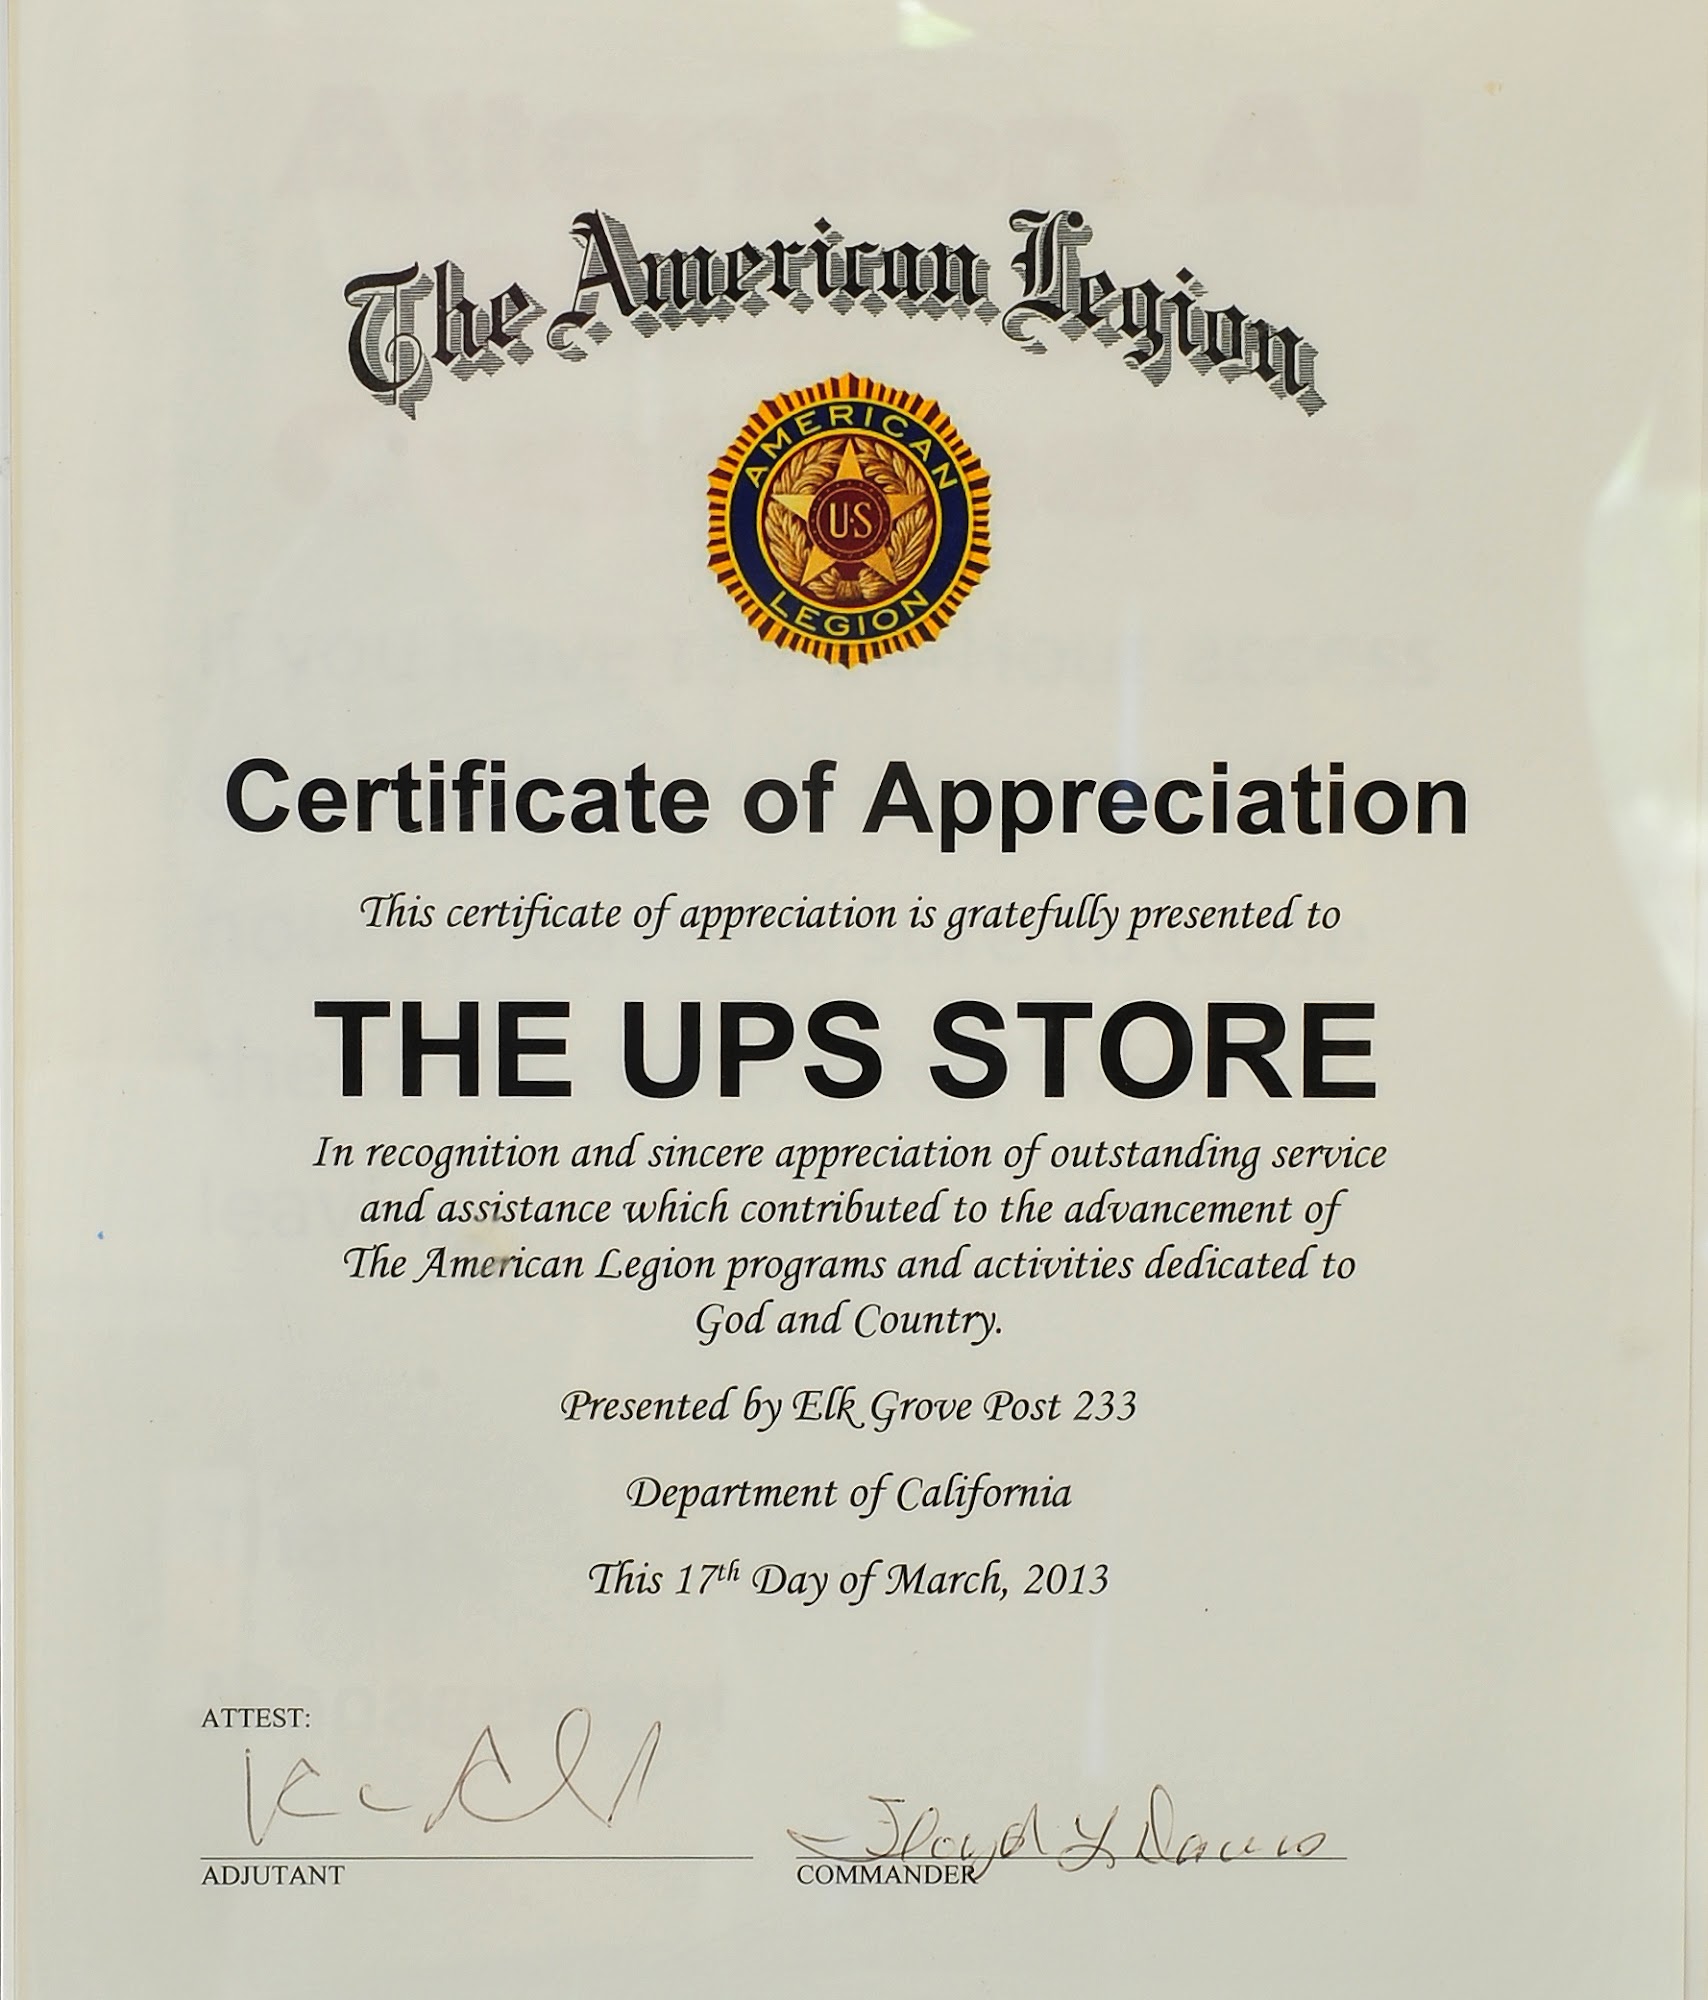 The American Legion
AMERICAN
U·S
LEGION
Certificate of Appreciation
This certificate of appreciation is gratefully presented to
THE UPS STORE
In recognition and sincere appreciation of outstanding service
and assistance which contributed to the advancement of
The American Legion programs and activities dedicated to
God and Country.
Presented by Elk Grove Post 233
Department of California
This 17th Day of March, 2013
ATTEST:
Floyd L Davis
ADJUTANT
COMMANDER